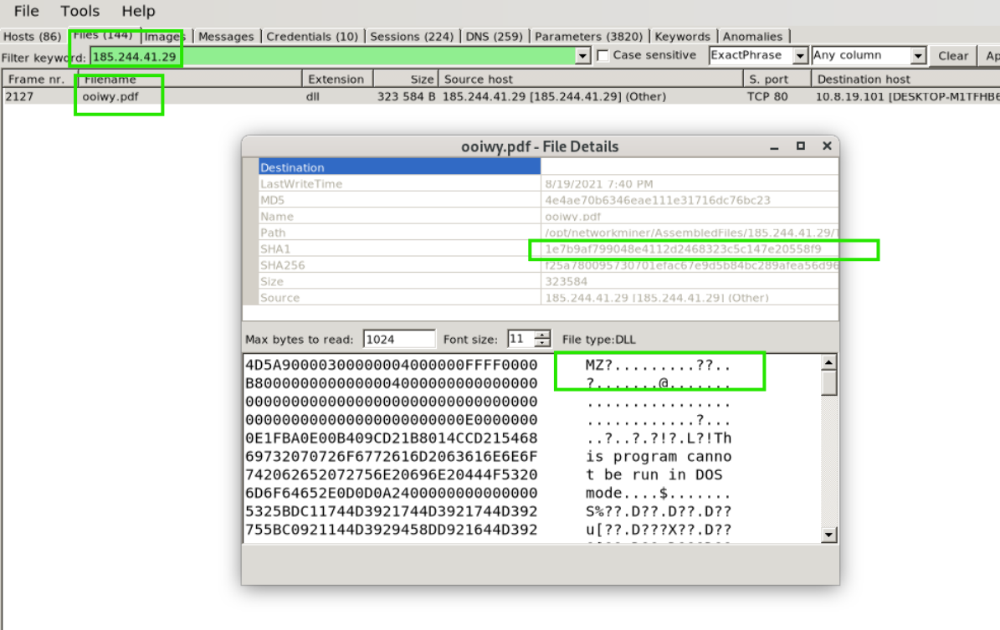 File Tools Help
Hosts (86) Files (144) Images Messages Credentials (10) Sessions (224) DNS (259) Parameters (3820) Keywords Anomalies
Filter keyword: 185.244.41.29 Case sensitive ExactPhrase Any column Clear Ap
Frame nr. Filename Extension Size Source host S. port Destination host
2127 ooiwy.pdf dll 323 584 B 185.244.41.29 [185.244.41.29] (Other) TCP 80 10.8.19.101 [DESKTOP-M1TFHB6
ooiwy.pdf - File Details
Destination
LastWriteTime 8/19/2021 7:40 PM
MD5 4e4ae70b6346eae111e31716dc76bc23
Name ooiwy.pdf
Path /opt/networkminer/AssembledFiles/185.244.41.29/
SHA1 1e7b9af799048e4112d2468323c5c147e20558f9
SHA256 f25a780095730701efac67e9d5b84bc289afea56d96
Size 323584
Source 185.244.41.29 [185.244.41.29] (Other)
Max bytes to read: 1024 Font size: 11 File type:DLL
4D5A90000300000004000000FFFF0000 MZ?.........??..
B8000000000000004000000000000000 ?.......@.......
00000000000000000000000000000000 ................
000000000000000000000000E0000000 ............?...
0E1FBA0E00B409CD21B8014CCD215468 ..?..?.?!?.L?!Th
69732070726F6772616D2063616E6E6F is program canno
742062652072756E20696E20444F5320 t be run in DOS
6D6F64652E0D0D0A2400000000000000 mode....$.......
5325BDC11744D3921744D3921744D392 S%??.D??.D??.D??
755BC0921144D3929458DD921644D392 u[??.D???X??.D??